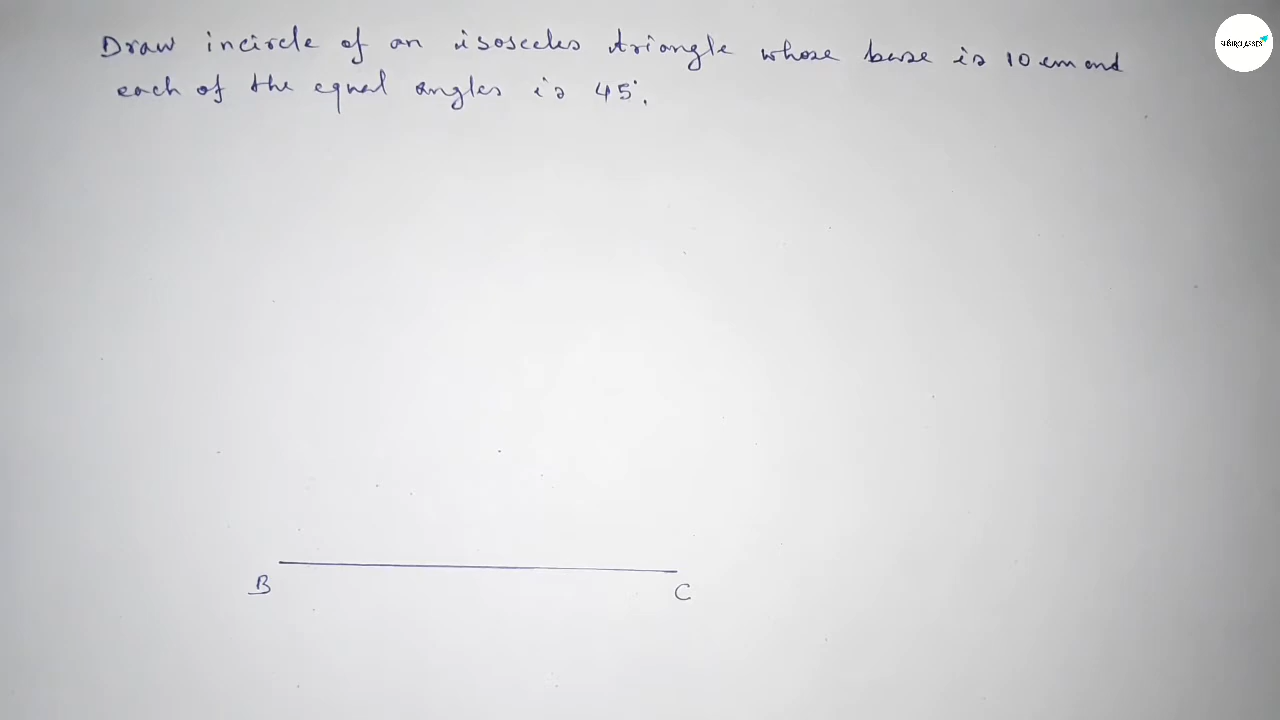 Draw incircle of an isosceles triangle whose base is 10 cm and
each of the equal angles is 45°.
B
C